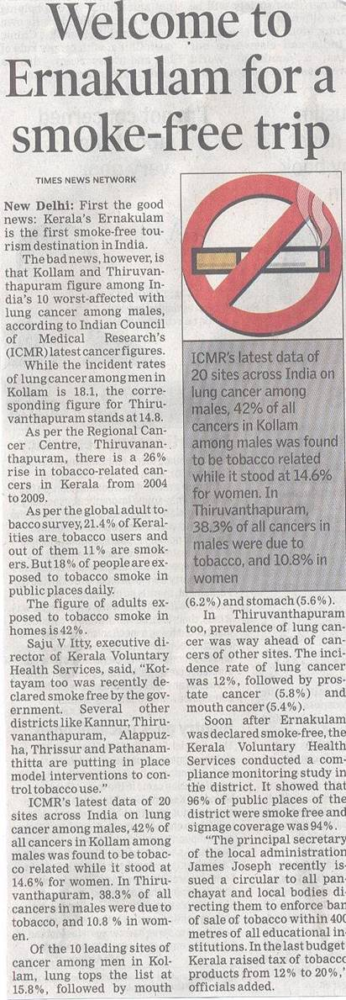 Welcome to
Ernakulam for a
smoke-free trip
TIMES NEWS NETWORK
New Delhi: First the good
news: Kerala's Ernakulam
is the first smoke-free tou-
rism destination in India.
The bad news, however, is
that Kollam and Thiruvan-
thapuram figure among In-
dia's 10 worst-affected with
lung cancer among males,
according to Indian Council
of Medical Research's
(ICMR) latest cancer figures.
While the incident rates
of lung cancer among men in
Kollam is 18.1, the corre-
sponding figure for Thiru-
vanthapuram stands at 14.8.
As per the Regional Can-
cer Centre, Thiruvanan-
thapuram, there is a 26%
rise in tobacco-related can-
cers in Kerala from 2004
to 2009.
As per the global adult to-
bacco survey, 21.4% of Keral-
ities are tobacco users and
out of them 11% are smok-
ers. But 18% of people are ex-
posed to tobacco smoke in
public places daily.
The figure of adults ex-
posed to tobacco smoke in
homes is 42%.
Saju V Itty, executive di-
rector of Kerala Voluntary
Health Services, said, "Kot-
tayam too was recently de-
clared smoke free by the gov-
ernment. Several other
districts like Kannur, Thiru-
vananthapuram, Alappuz-
ha, Thrissur and Pathanam-
thitta are putting in place
model interventions to con-
trol tobacco use."
ICMR's latest data of 20
sites across India on lung
cancer among males, 42% of
all cancers in Kollam among
males was found to be tobac-
co related while it stood at
14.6% for women. In Thiru-
vanthapuram, 38.3% of all
cancers in males were due to
tobacco, and 10.8 % in wom-
en.
Of the 10 leading sites of
cancer among men in Kol-
lam, lung tops the list at
15.8%, followed by mouth
ICMR's latest data of
20 sites across India on
lung cancer among
males, 42% of all
cancers in Kollam
among males was found
to be tobacco related
while it stood at 14.6%
for women. In
Thiruvanthapuram,
38.3% of all cancers in
males were due to
tobacco, and 10.8% in
women
(6.2%) and stomach (5.6%).
In Thiruvanthapuram
too, prevalence of lung can-
cer was way ahead of can-
cers of other sites. The inci-
dence rate of lung cancer
was 12%, followed by pros-
tate cancer (5.8%) and
mouth cancer (5.4%).
Soon after Ernakulam
was declared smoke-free, the
Kerala Voluntary Health
Services conducted a com-
pliance monitoring study in
the district. It showed that
96% of public places of the
district were smoke free and
signage coverage was 94%.
"The principal secretary
of the local administration
James Joseph recently is-
sued a circular to all pan-
chayat and local bodies di-
recting them to enforce ban
of sale of tobacco within 400
metres of all educational in-
stitutions. In the last budget
Kerala raised tax of tobacco
products from 12% to 20%,"
officials added.